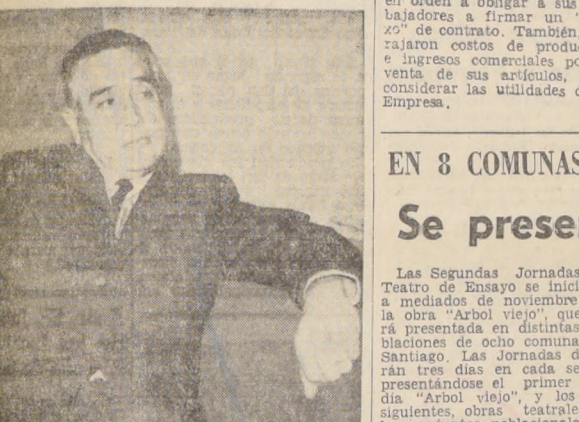 en orden a obligar a sus
bajadores a firmar un
xo" de contrato. También
rajaron costos de produ
e ingresos comerciales po
venta de sus artículos,
considerar las utilidades d
Empresa.
EN 8 COMUNAS
Se prese
Las Segundas Jornadas
Teatro de Ensayo se inici
a mediados de noviembre
la obra "Arbol viejo", que
rá presentada en distintas
blaciones de ocho comuna
Santiago. Las Jornadas d
rán tres días en cada se
presentándose el primer
día "Arbol viejo", y los
siguientes, obras teatrale